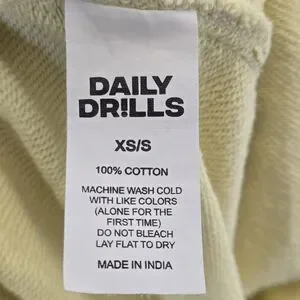 DAILY
DR!LLS
XS/S
100% COTTON
MACHINE WASH COLD
WITH LIKE COLORS
(ALONE FOR THE
FIRST TIME)
DO NOT BLEACH
LAY FLAT TO DRY
MADE IN INDIA